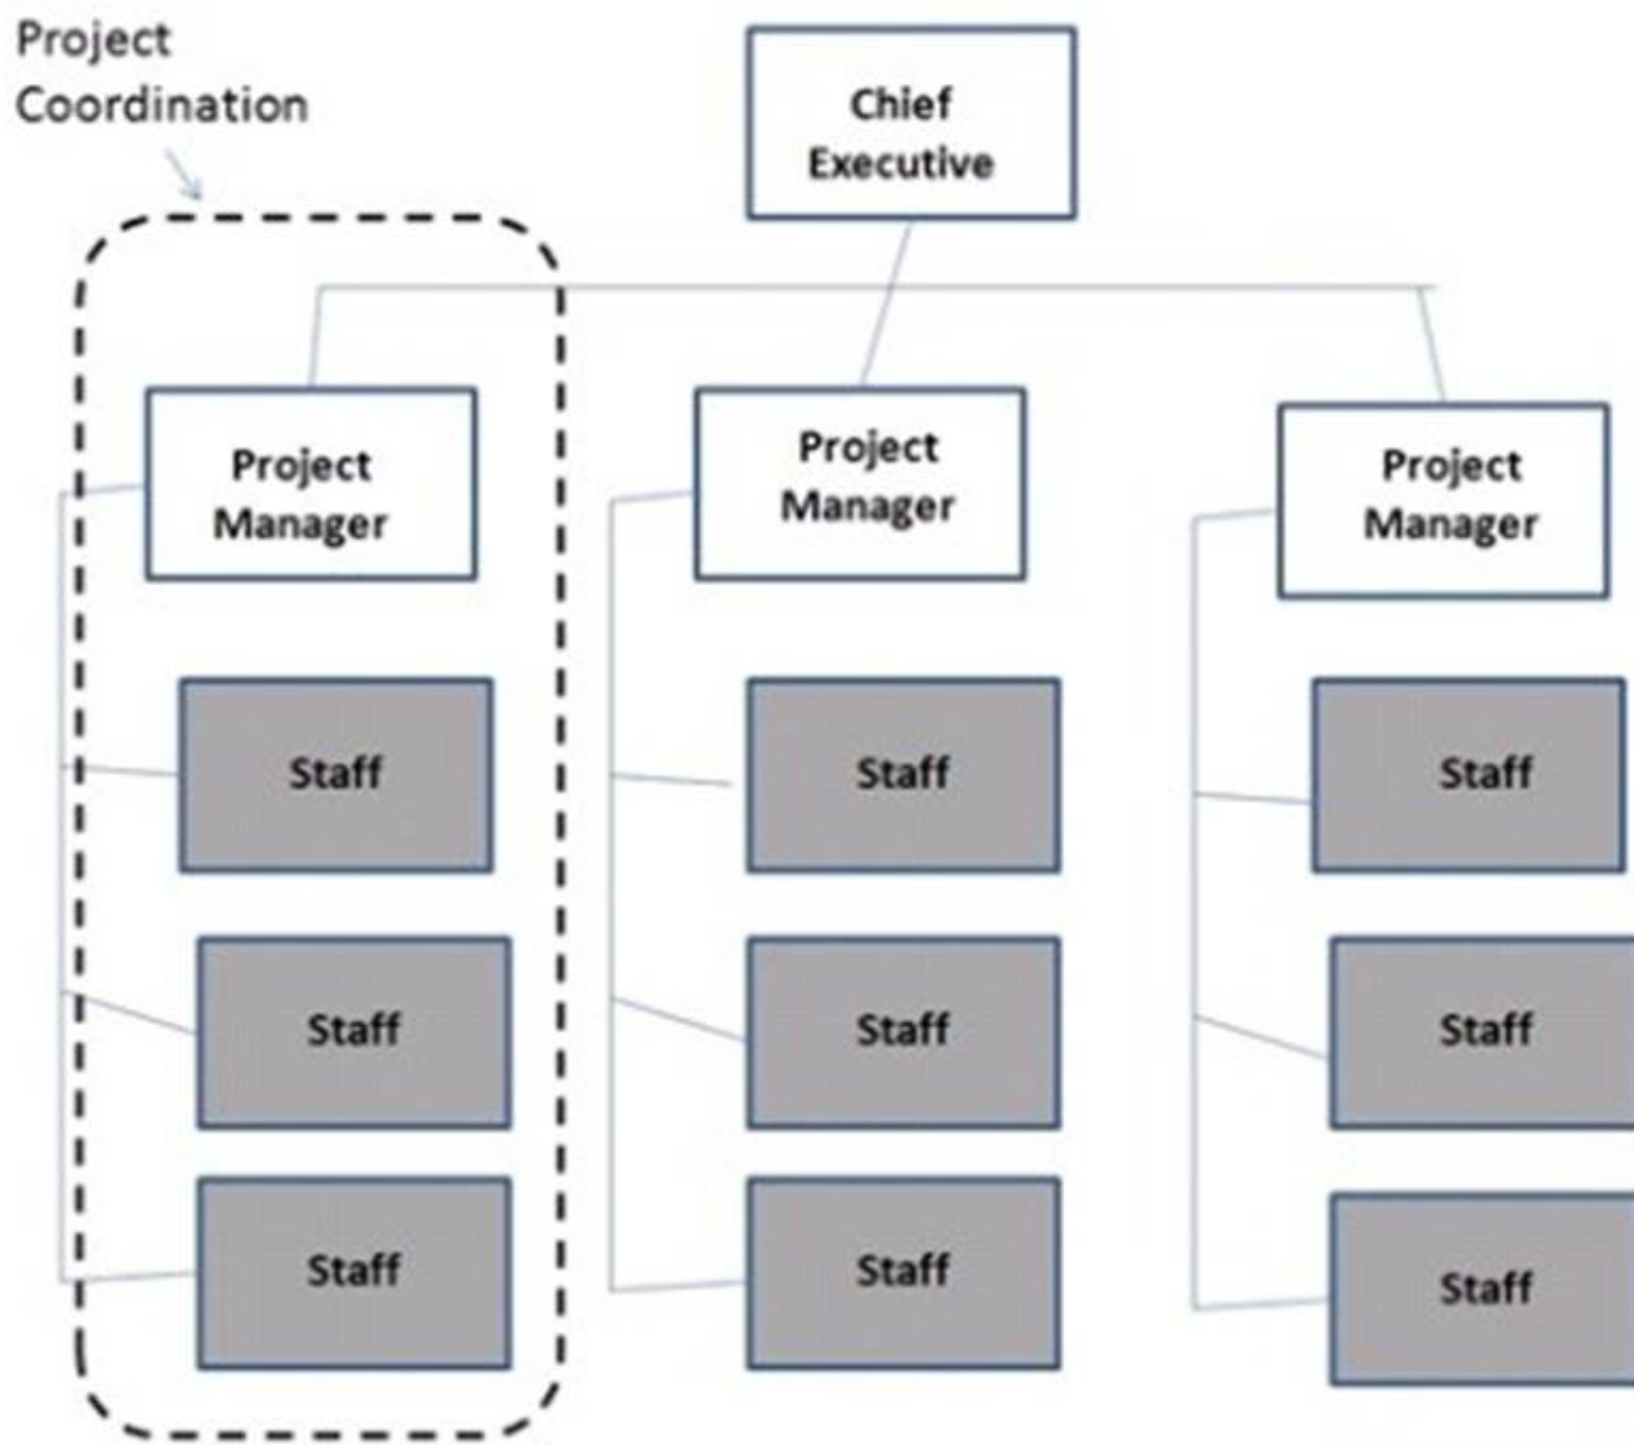 Project
Coordination
Chief
Executive
Project
Manager
Project
Manager
Project
Manager
Staff
Staff
Staff
Staff
Staff
Staff
Staff
Staff
Staff